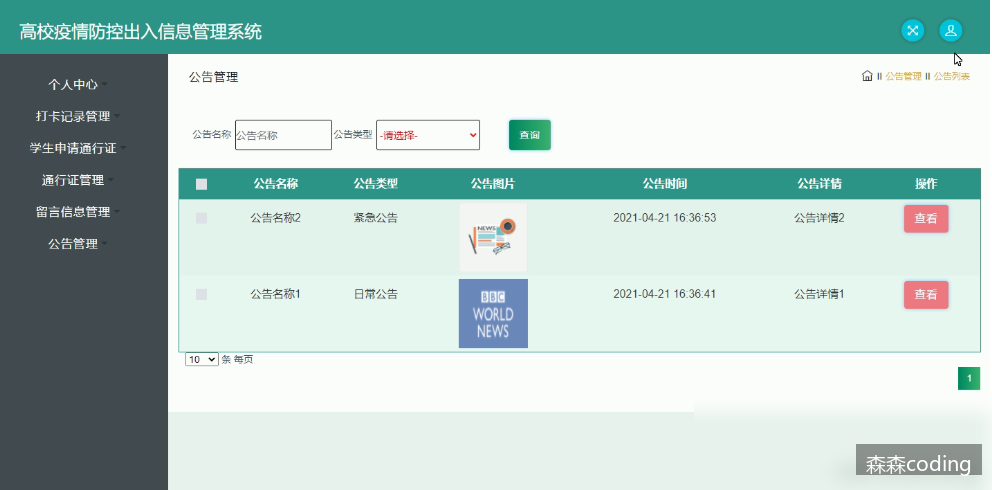 高校疫情防控出入信息管理系统
个人中心
打卡记录管理
学生申请通行证
通行证管理
留言信息管理
公告管理
公告管理
公告管理 公告列表
公告名称 公告名称 公告类型 -请选择- 查询
公告名称 公告类型 公告图片 公告时间 公告详情 操作
公告名称2 紧急公告 NEWS 2021-04-21 16:36:53 公告详情2 查看
公告名称1 日常公告 BBC WORLD NEWS 2021-04-21 16:36:41 公告详情1 查看
10 条 每页
1
森森coding